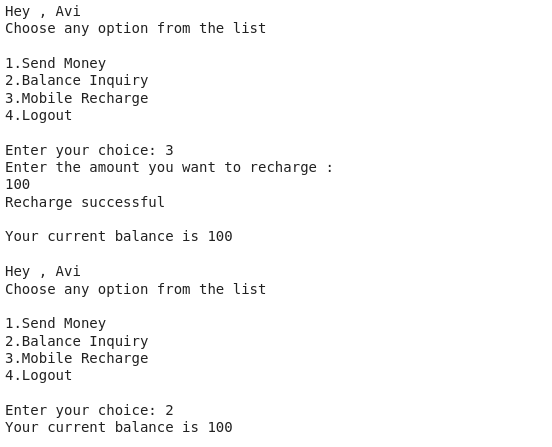 Hey , Avi
Choose any option from the list
1.Send Money
2.Balance Inquiry
3.Mobile Recharge
4.Logout
Enter your choice: 3
Enter the amount you want to recharge :
100
Recharge successful
Your current balance is 100
Hey , Avi
Choose any option from the list
1.Send Money
2.Balance Inquiry
3.Mobile Recharge
4.Logout
Enter your choice: 2
Your current balance is 100